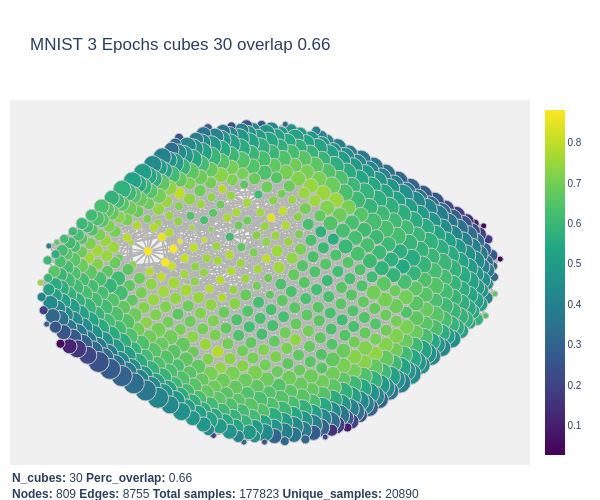 MNIST 3 Epochs cubes 30 overlap 0.66
0.8
0.7
0.6
0.5
0.4
0.3
0.2
0.1
N_cubes: 30 Perc_overlap: 0.66
Nodes: 809 Edges: 8755 Total samples: 177823 Unique_samples: 20890